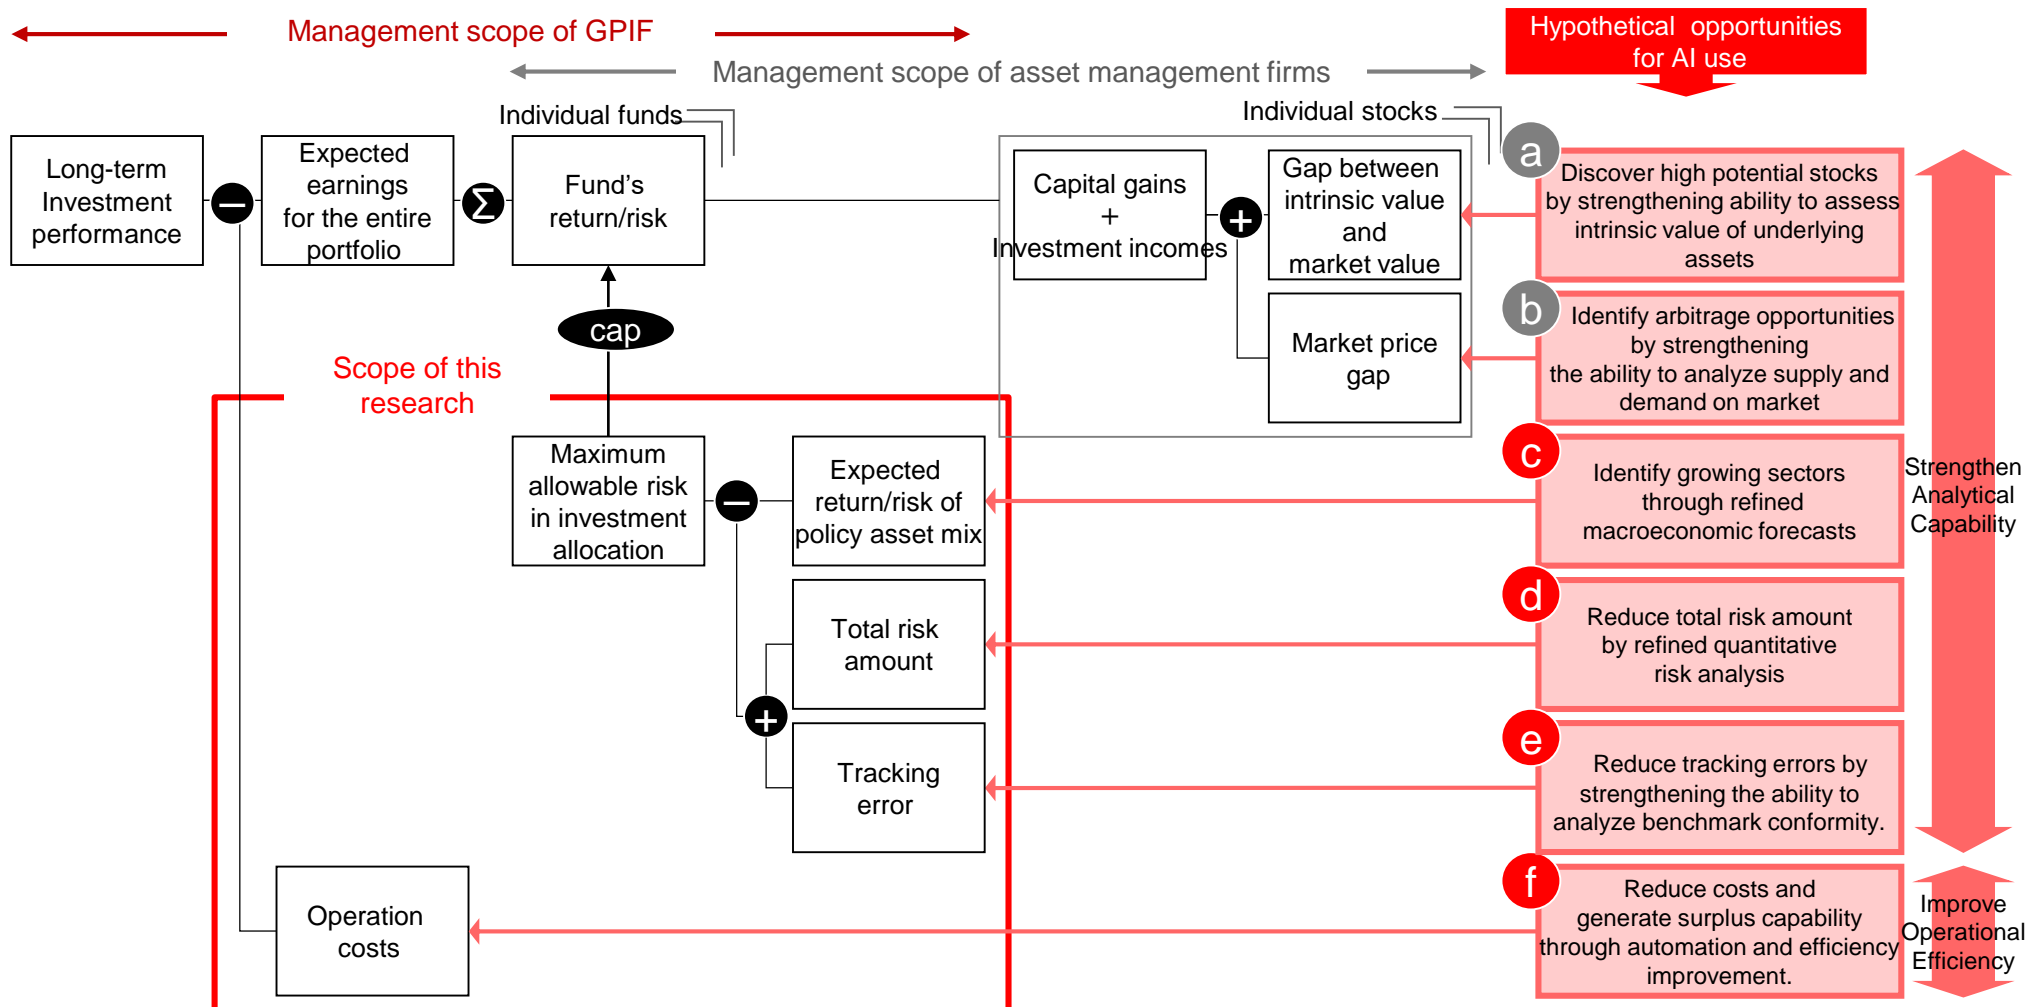 Management scope of GPIF
Management scope of asset management firms
Hypothetical opportunities
for AI use
Individual funds
Individual stocks
Long-term
Investment
performance
−
Expected
earnings
for the entire
portfolio
Σ
Fund's
return/risk
Capital gains
+
Investment incomes
+
Gap between
intrinsic value
and
market value
a
Discover high potential stocks
by strengthening ability to assess
intrinsic value of underlying
assets
cap
Market price
gap
b
Identify arbitrage opportunities
by strengthening
the ability to analyze supply and
demand on market
Scope of this
research
Maximum
allowable risk
in investment
allocation
−
Expected
return/risk of
policy asset mix
c
Identify growing sectors
through refined
macroeconomic forecasts
Strengthen
Analytical
Capability
Total risk
amount
d
Reduce total risk amount
by refined quantitative
risk analysis
+
Tracking
error
e
Reduce tracking errors by
strengthening the ability to
analyze benchmark conformity.
Operation
costs
f
Reduce costs and
generate surplus capability
through automation and efficiency
improvement.
Improve
Operational
Efficiency